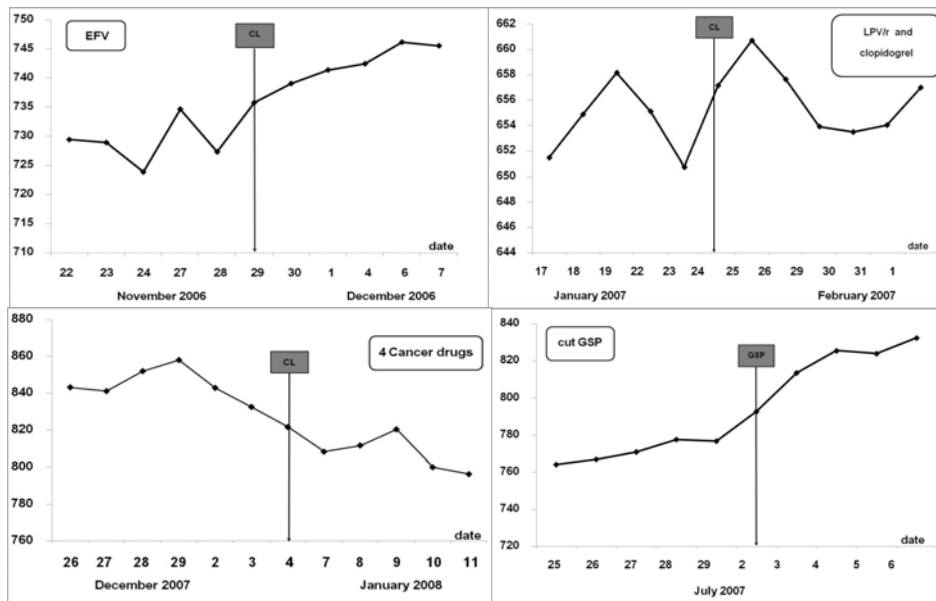 EFV
CL
750
745
740
735
730
725
720
715
710
date
22 23 24 27 28 29 30 1 4 6 7
November 2006 December 2006
LPV/r and
clopidogrel
CL
662
660
658
656
654
652
650
648
646
644
date
17 18 19 22 23 24 25 26 29 30 31 1
January 2007 February 2007
4 Cancer drugs
CL
880
860
840
820
800
780
760
date
26 27 28 29 2 3 4 7 8 9 10 11
December 2007 January 2008
cut GSP
GSP
840
820
800
780
760
740
720
date
25 26 27 28 29 2 3 4 5 6
July 2007